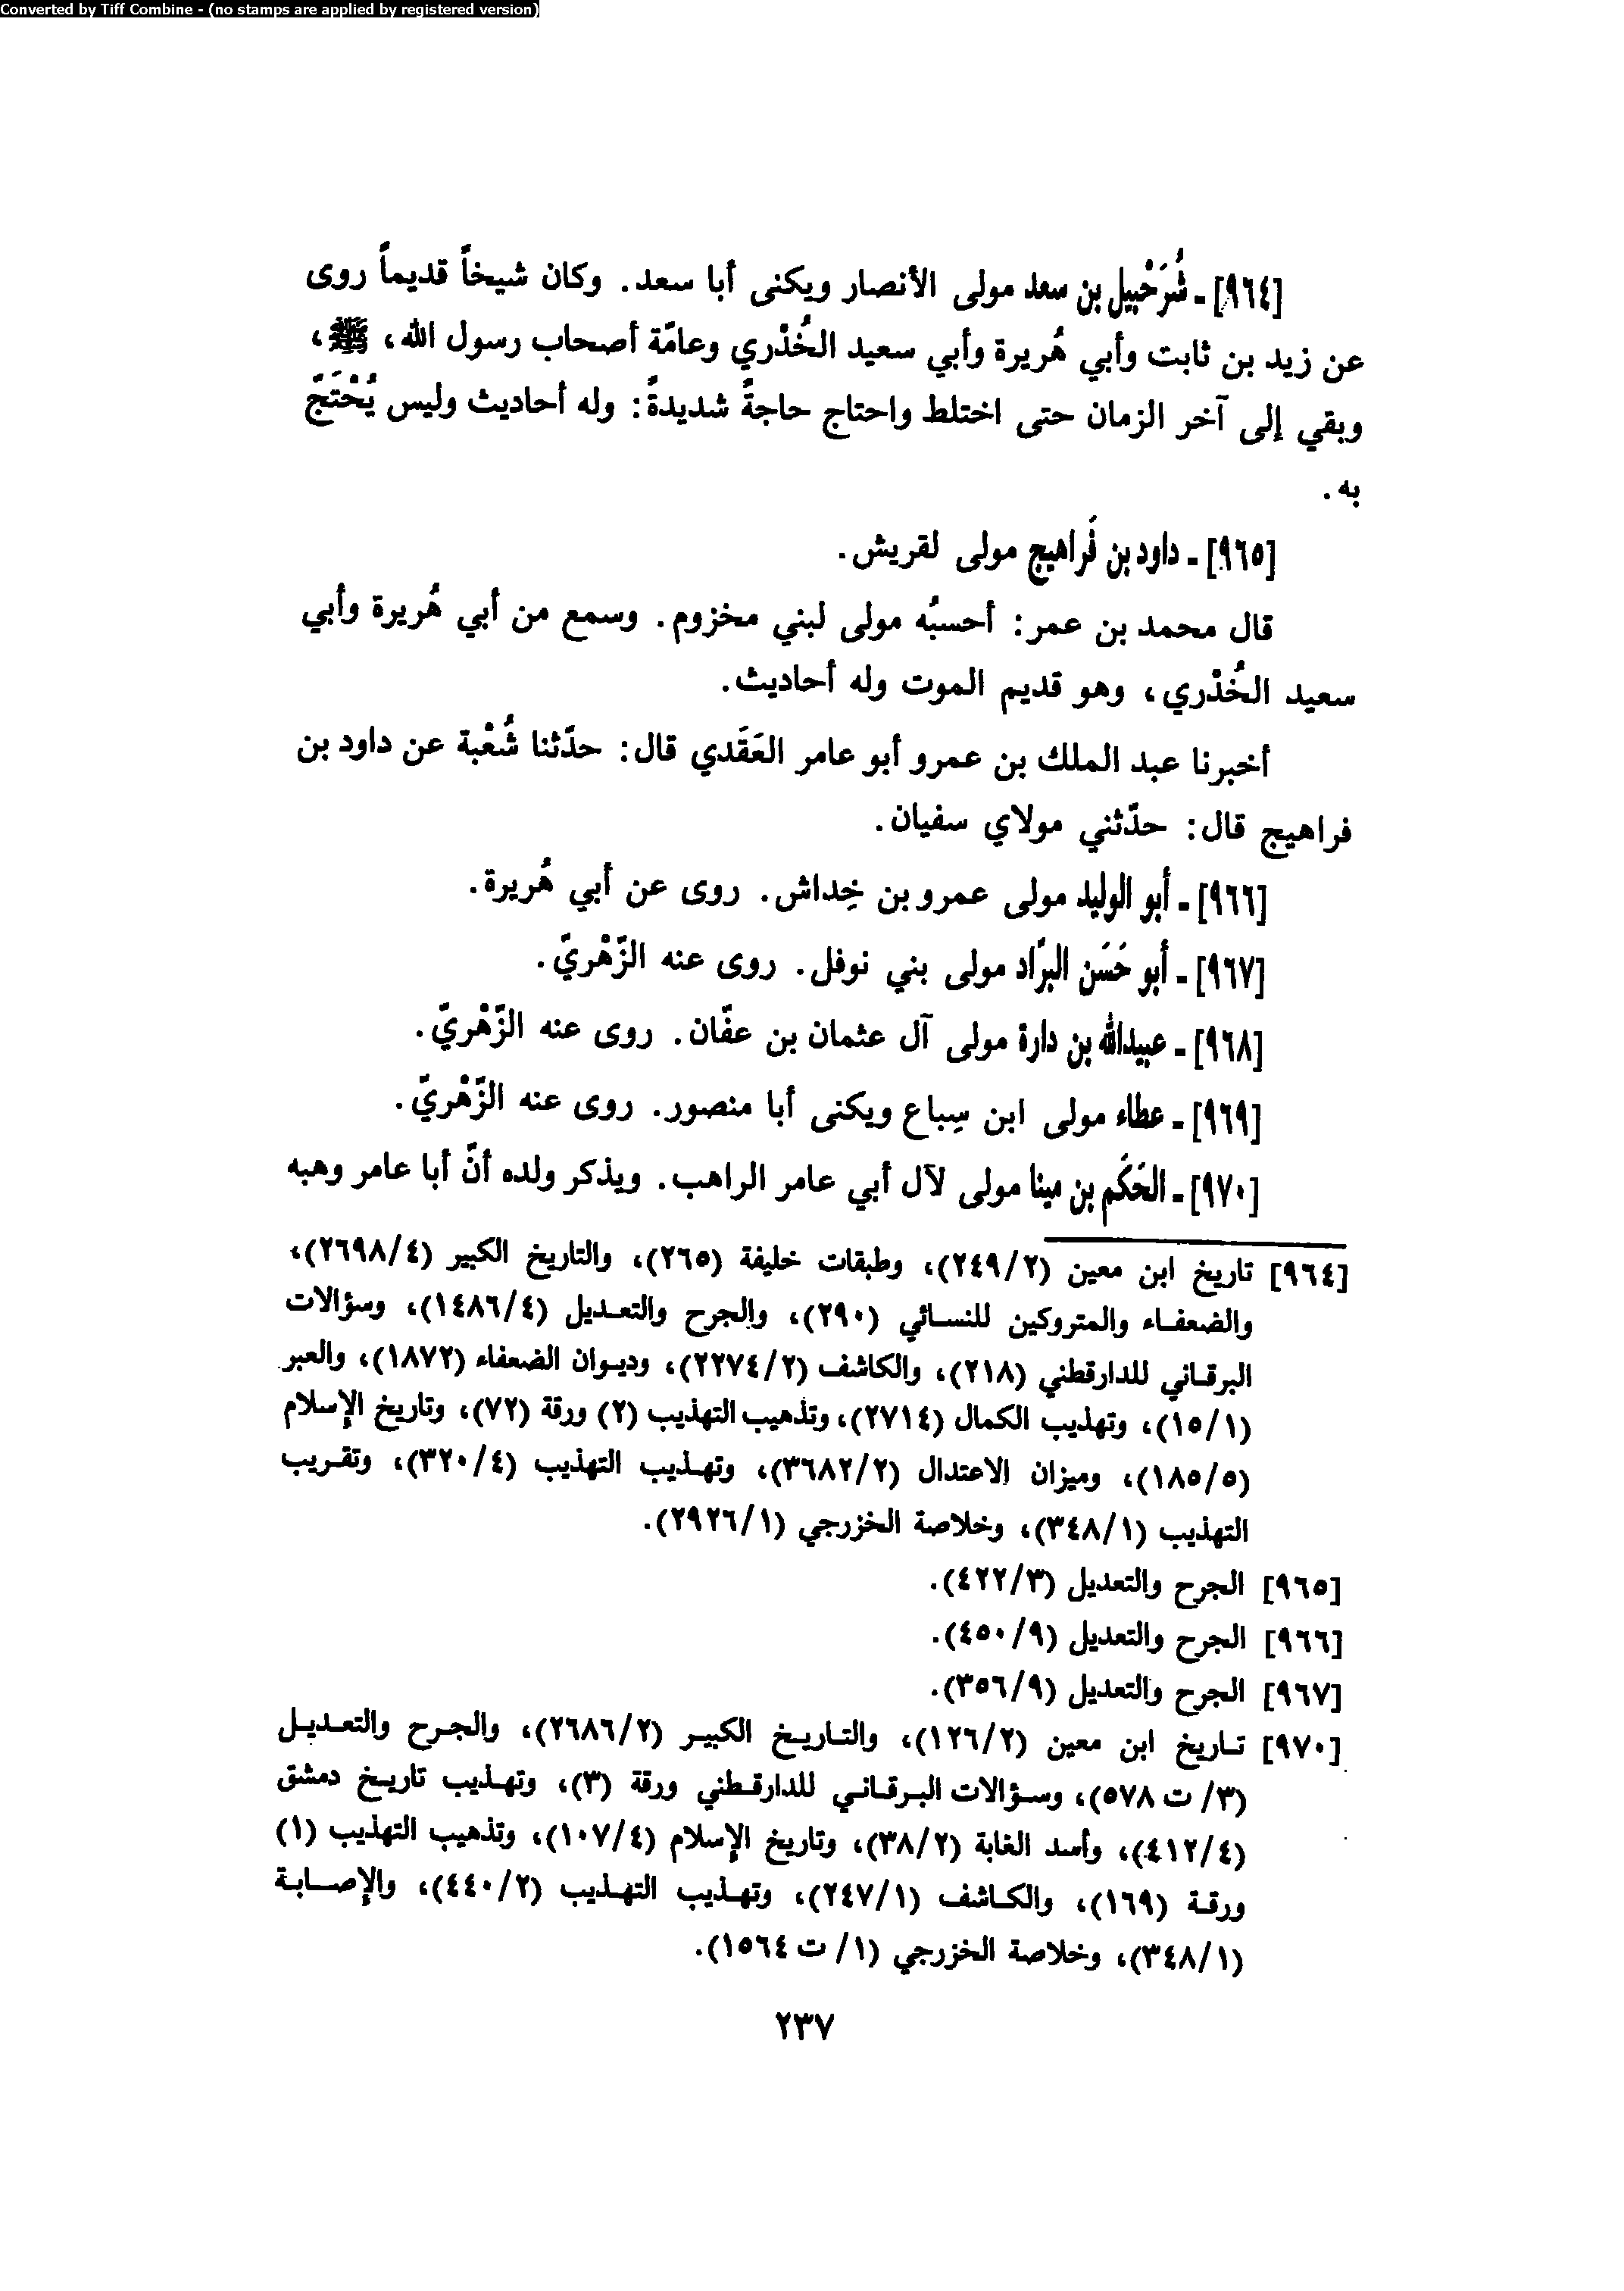 Converted by Tiff Combine - (no stamps are applied by registered version)
[٩٦٤] - شُرَحْبيل بن سعد مولى الأنصار ويكنى أبا سعد. وكان شيخاً قديماً روى
عن زيد بن ثابت وأبي هُريرة وأبي سعيد الخُدْري وعامّة أصحاب رسول الله، ﷺ،
وبقي إلى آخر الزمان حتى اختلط واحتاج حاجةً شديدةً: وله أحاديث وليس يُحْتَجّ
به.
[٩٦٥] - داود بن فَراهيج مولى لقريش.
قال محمد بن عمر: أحسبُه مولى لبني مخزوم. وسمع من أبي هُريرة وأبي
سعيد الخُدْري، وهو قديم الموت وله أحاديث.
أخبرنا عبد الملك بن عمرو أبو عامر العَقَدي قال: حدّثنا شُعْبة عن داود بن
فراهيج قال: حدّثني مولاي سفيان.
[٩٦٦] - أبو الوليد مولى عمرو بن خِداش. روى عن أبي هُريرة.
[٩٦٧] - أبو حَسَن البرّاد مولى بني نوفل. روى عنه الزّهْريّ.
[٩٦٨] - عبيدالله بن دارة مولى آل عثمان بن عفّان. روى عنه الزّهْريّ.
[٩٦٩] - عطاء مولى ابن سِباع ويكنى أبا منصور. روى عنه الزّهْريّ.
[٩٧٠] - الحَكَم بن مينا مولى لآل أبي عامر الراهب. ويذكر ولده أنّ أبا عامر وهبه
[٩٦٤] تاريخ ابن معين (٢/٢٤٩)، وطبقات خليفة (٢٦٥)، والتاريخ الكبير (٤/٢٦٩٨)،
والضعفاء والمتروكين للنسائي (٢٩٠)، والجرح والتعديل (٤/١٤٨٦)، وسؤالات
البرقاني للدارقطني (٢١٨)، والكاشف (٢/٢٢٧٤)، وديوان الضعفاء (١٨٧٢)، والعبر
(١/١٥)، وتهذيب الكمال (٢٧١٤)، وتذهيب التهذيب (٢) ورقة (٧٢)، وتاريخ الإسلام
(٥/١٨٥)، وميزان الاعتدال (٢/٣٦٨٢)، وتهذيب التهذيب (٤/٣٢٠)، وتقريب
التهذيب (١/٣٤٨)، وخلاصة الخزرجي (١/٢٩٢٦).
[٩٦٥] الجرح والتعديل (٣/٤٢٢).
[٩٦٦] الجرح والتعديل (٩/٤٥٠).
[٩٦٧] الجرح والتعديل (٩/٣٥٦).
[٩٧٠] تاريخ ابن معين (٢/١٢٦)، والتاريخ الكبير (٢/٢٦٨٦)، والجرح والتعديل
(٣/ ت ٥٧٨)، وسؤالات البرقاني للدارقطني ورقة (٣)، وتهذيب تاريخ دمشق
(٤/٤١٢)، وأسد الغابة (٢/٣٨)، وتاريخ الإسلام (٤/١٠٧)، وتذهيب التهذيب (١)
ورقة (١٦٩)، والكاشف (١/٢٤٧)، وتهذيب التهذيب (٢/٤٤٠)، والإصابة
(١/٣٤٨)، وخلاصة الخزرجي (١/ ت ١٥٦٤).
٢٣٧